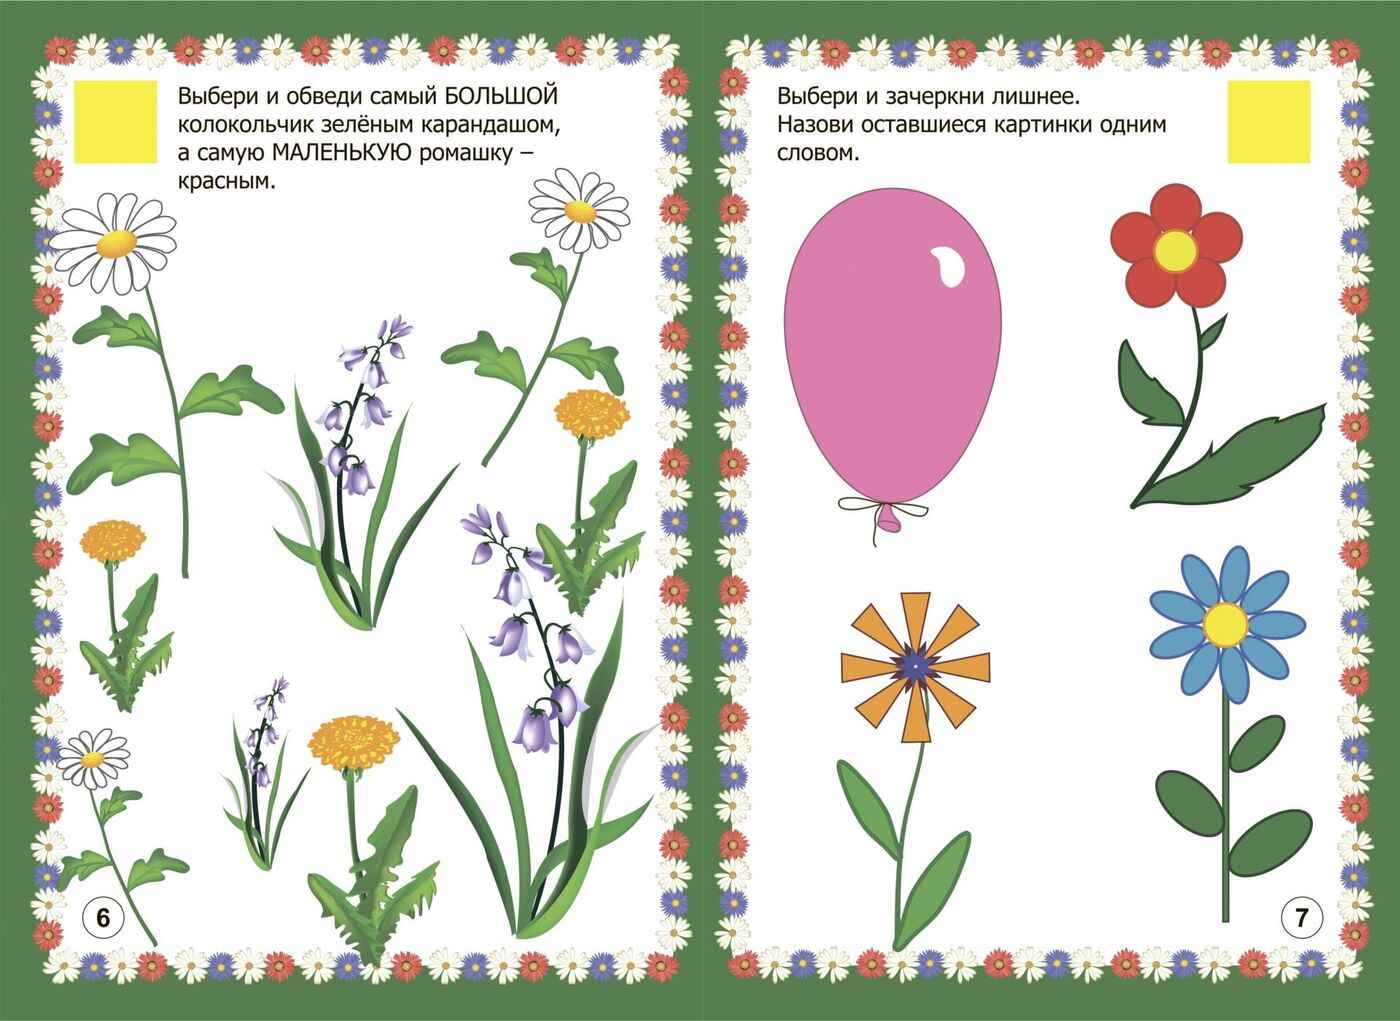 Выбери и обведи самый БОЛЬШОЙ
колокольчик зелёным карандашом,
а самую МАЛЕНЬКУЮ ромашку –
красным.
6
Выбери и зачеркни лишнее.
Назови оставшиеся картинки одним
словом.
7